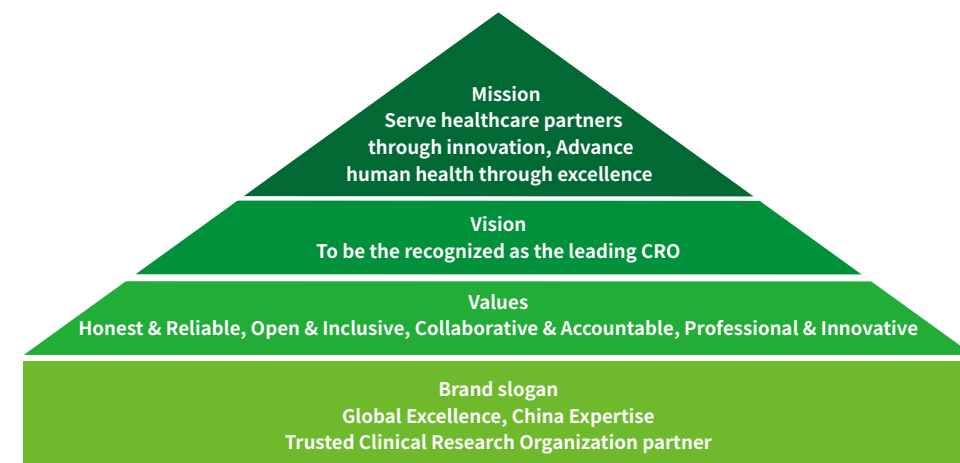 Mission
Serve healthcare partners
through innovation, Advance
human health through excellence
Vision
To be the recognized as the leading CRO
Values
Honest & Reliable, Open & Inclusive, Collaborative & Accountable, Professional & Innovative
Brand slogan
Global Excellence, China Expertise
Trusted Clinical Research Organization partner